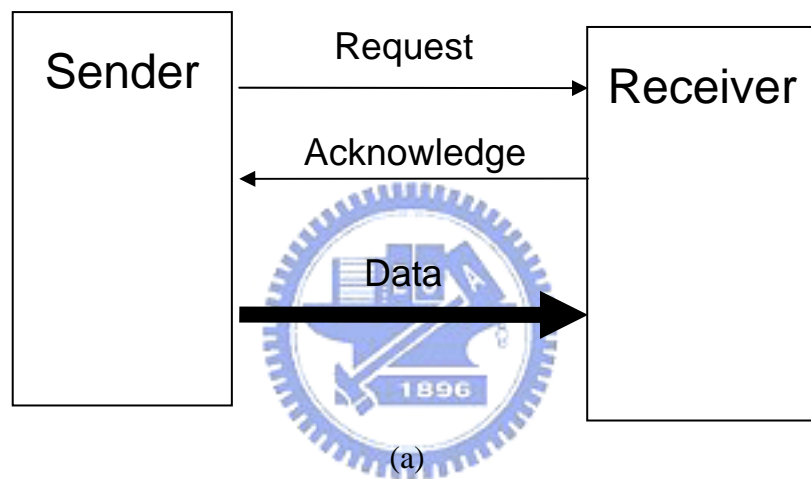 Sender
Request
Receiver
Acknowledge
Data
1896
(a)